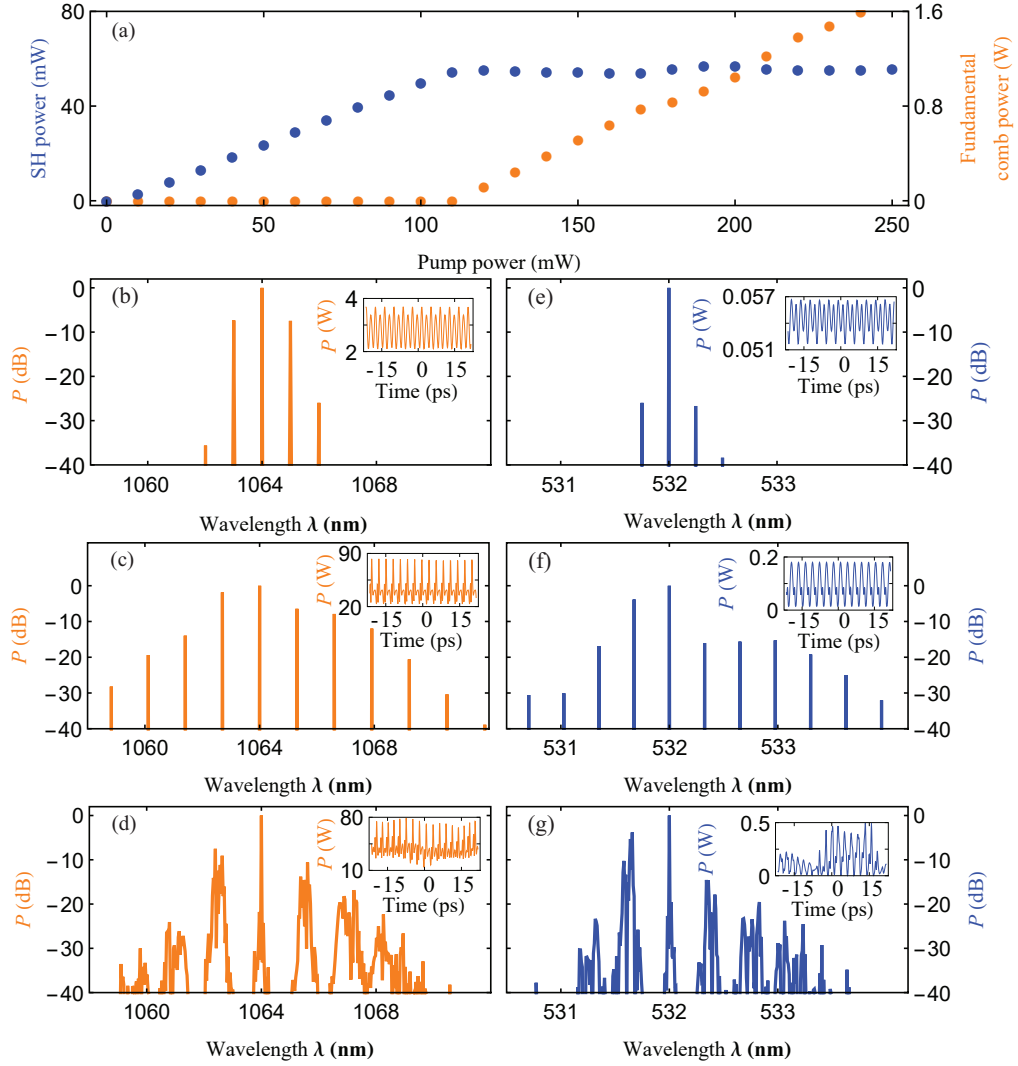 (a)
80
40
0
SH power (mW)
1.6
0.8
0
Fundamental
comb power (W)
0 50 100 150 200 250
Pump power (mW)
(b)
0
−10
−20
−30
−40
P (dB)
1060 1064 1068
Wavelength λ (nm)
4
2
P (W)
-15 0 15
Time (ps)
(e)
0
−10
−20
−30
−40
P (dB)
531 532 533
Wavelength λ (nm)
0.057
0.051
P (W)
-15 0 15
Time (ps)
(c)
0
−10
−20
−30
−40
P (dB)
1060 1064 1068
Wavelength λ (nm)
90
20
P (W)
-15 0 15
Time (ps)
(f)
0
−10
−20
−30
−40
P (dB)
531 532 533
Wavelength λ (nm)
0.2
0
P (W)
-15 0 15
Time (ps)
(d)
0
−10
−20
−30
−40
P (dB)
1060 1064 1068
Wavelength λ (nm)
80
10
P (W)
-15 0 15
Time (ps)
(g)
0
−10
−20
−30
−40
P (dB)
531 532 533
Wavelength λ (nm)
0.5
0
P (W)
-15 0 15
Time (ps)